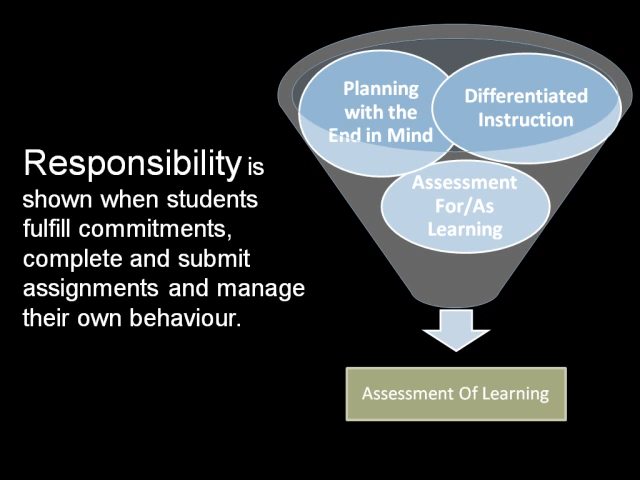 Responsibility is
shown when students
fulfill commitments,
complete and submit
assignments and manage
their own behaviour.
Planning
with the
End in Mind
Differentiated
Instruction
Assessment
For/As
Learning
Assessment Of Learning